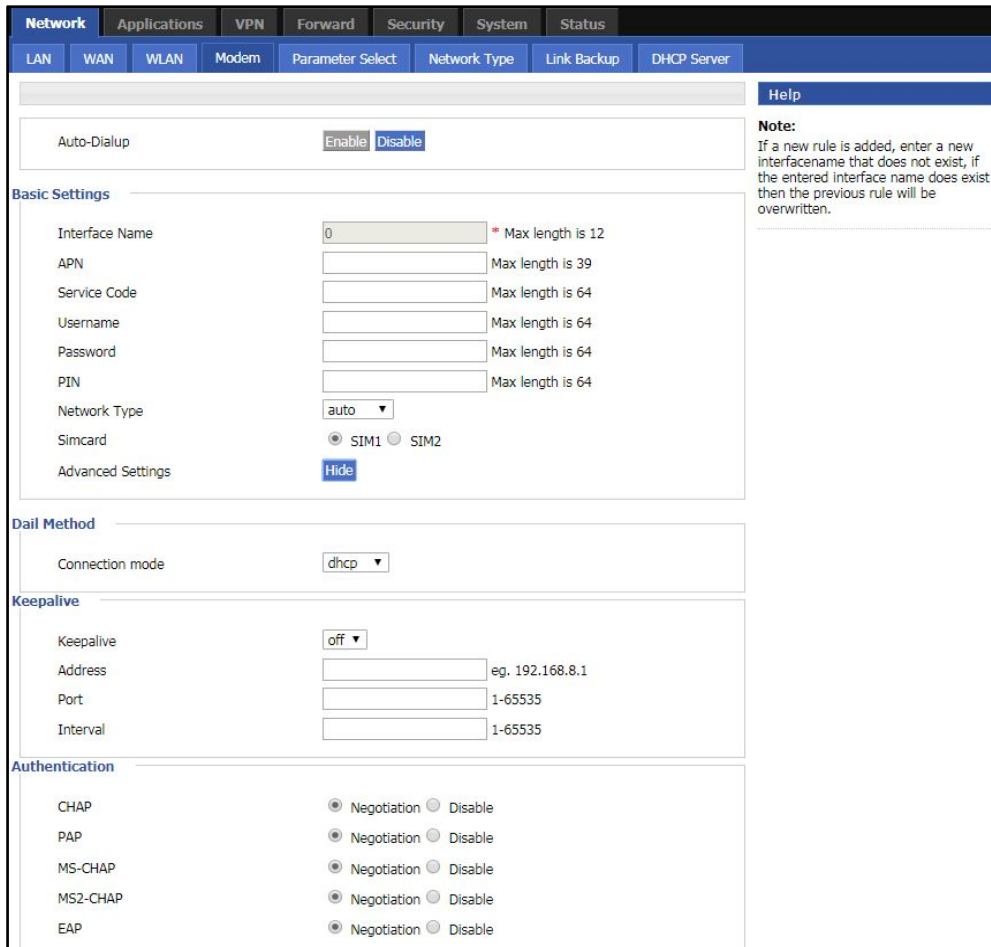 Network Applications VPN Forward Security System Status
LAN WAN WLAN Modem Parameter Select Network Type Link Backup DHCP Server
Help
Note:
If a new rule is added, enter a new
interfacename that does not exist, if
the entered interface name does exist
then the previous rule will be
overwritten.
Auto-Dialup Enable Disable
Basic Settings
Interface Name 0 * Max length is 12
APN Max length is 39
Service Code Max length is 64
Username Max length is 64
Password Max length is 64
PIN Max length is 64
Network Type auto
Simcard SIM1 SIM2
Advanced Settings Hide
Dail Method
Connection mode dhcp
Keepalive
Keepalive off
Address eg. 192.168.8.1
Port 1-65535
Interval 1-65535
Authentication
CHAP Negotiation Disable
PAP Negotiation Disable
MS-CHAP Negotiation Disable
MS2-CHAP Negotiation Disable
EAP Negotiation Disable